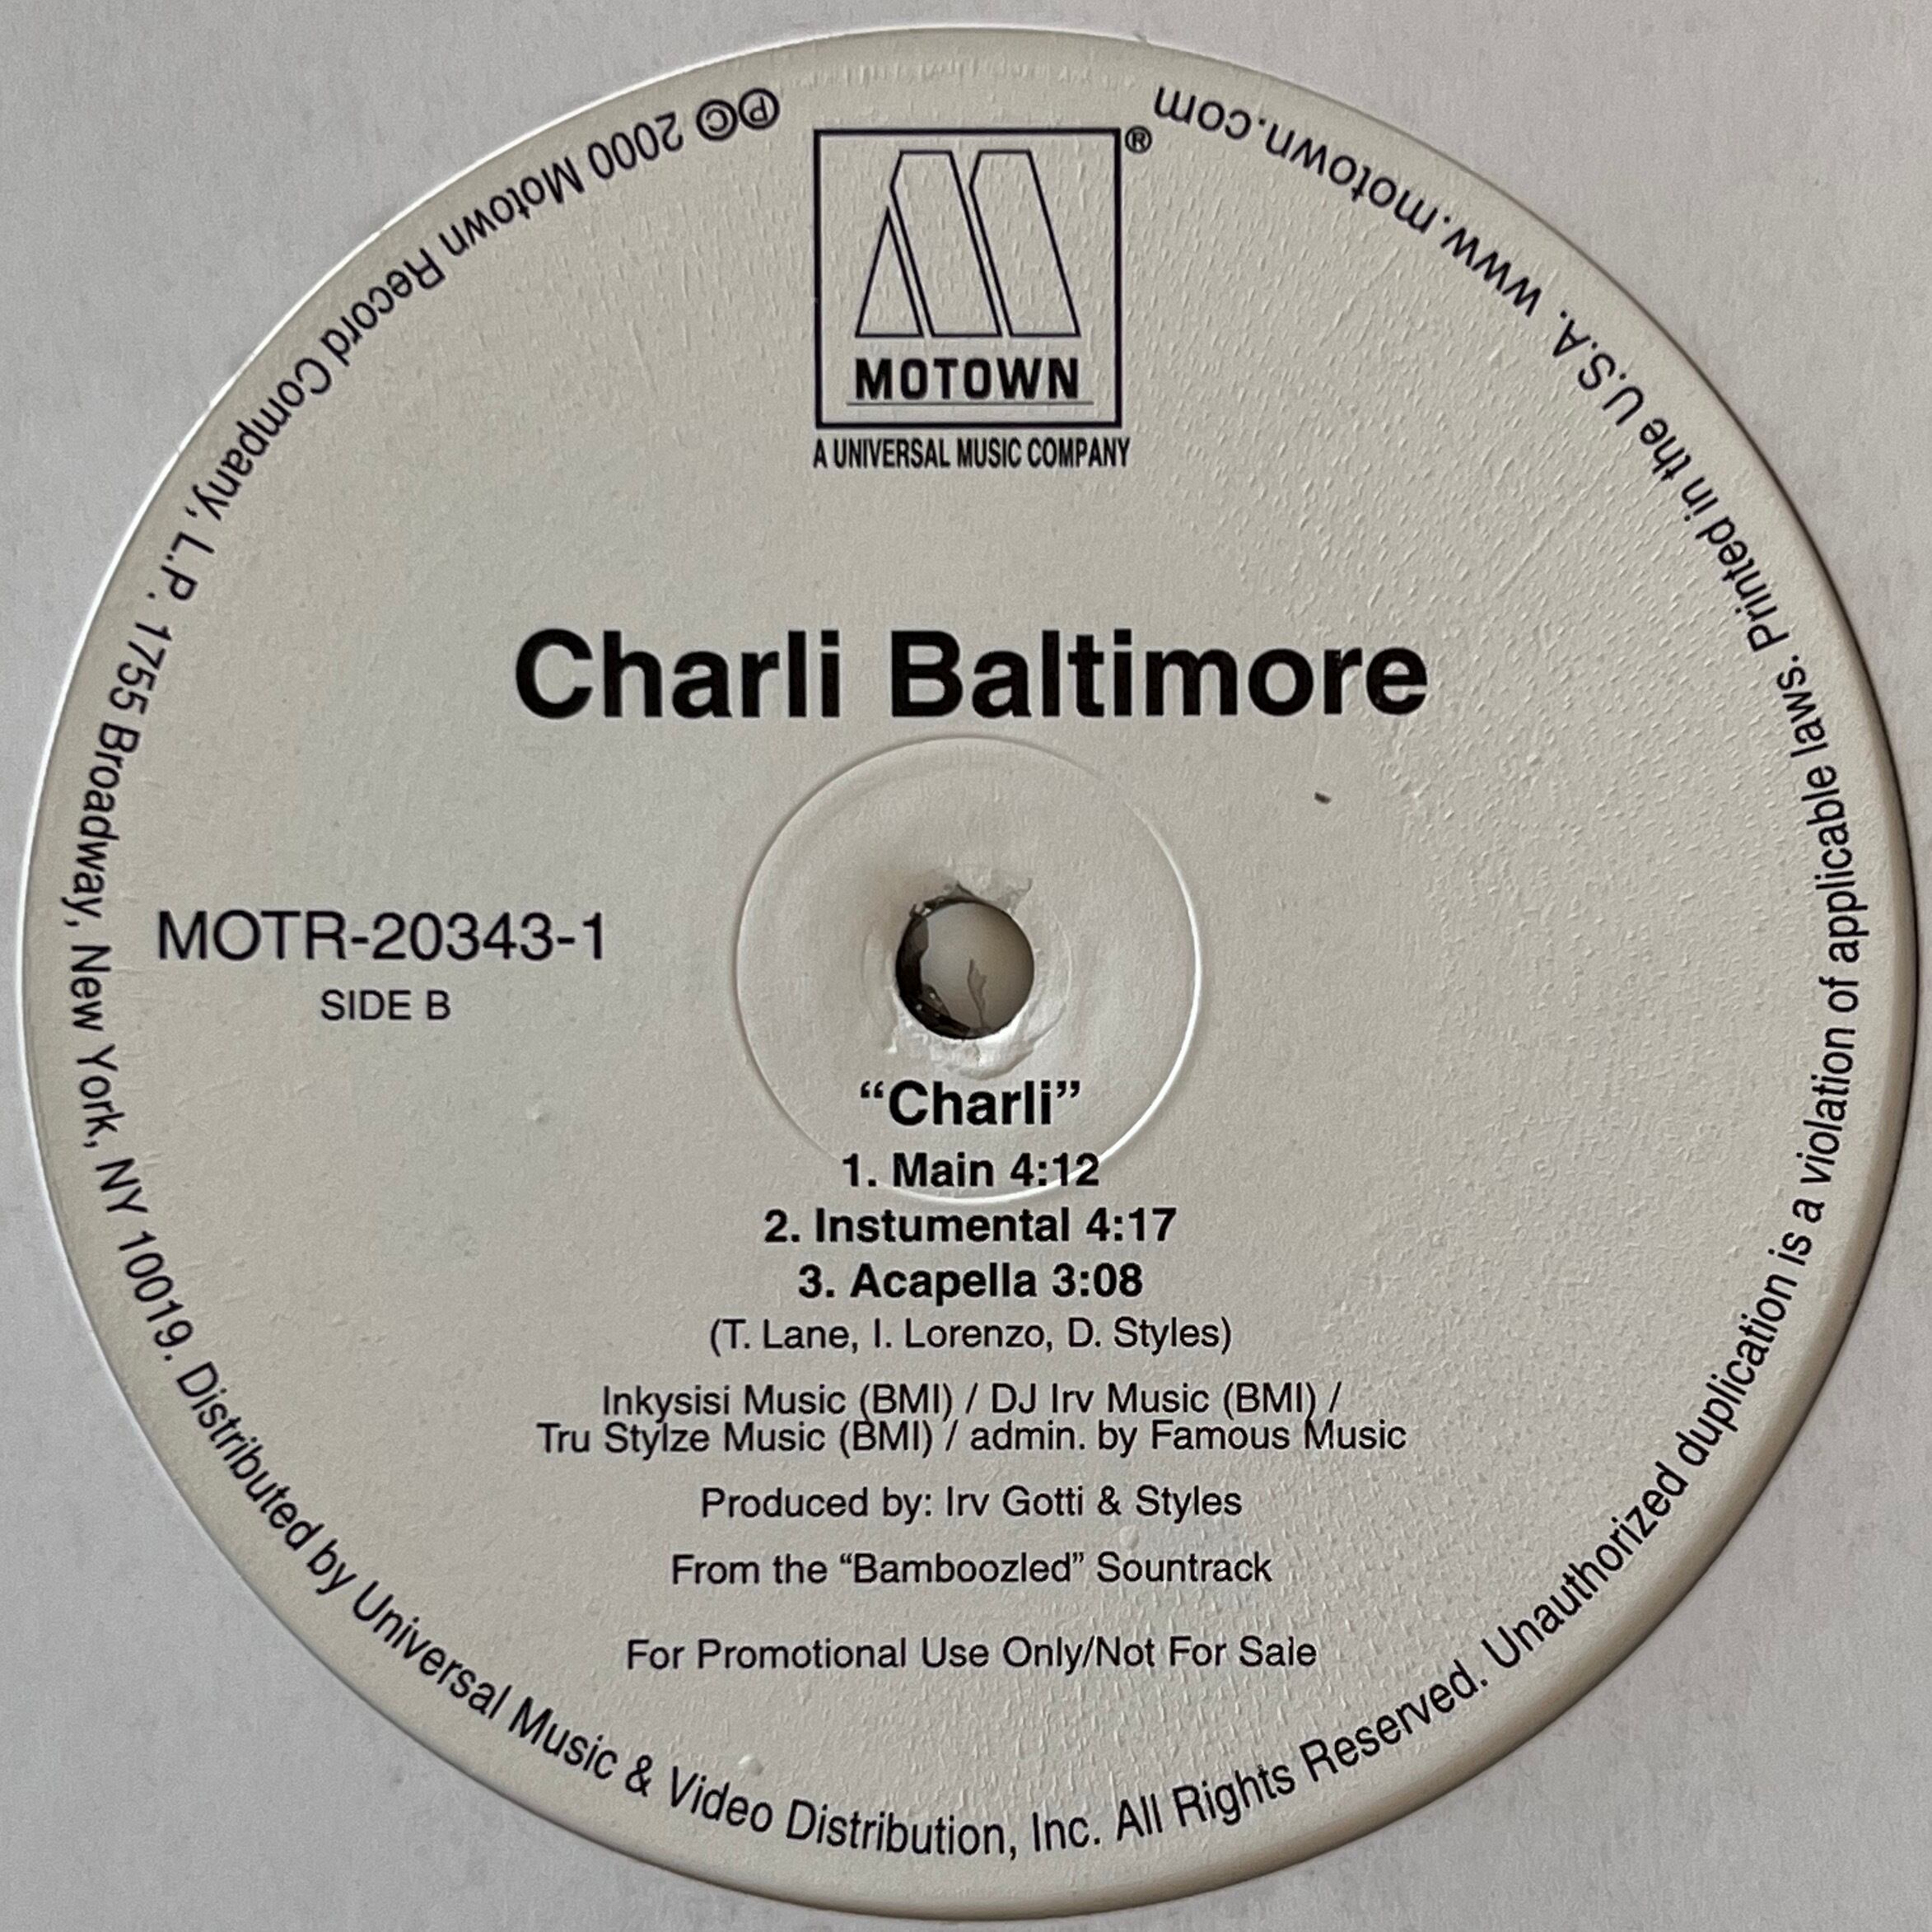 MOTOWN®
A UNIVERSAL MUSIC COMPANY
Charli Baltimore
MOTR-20343-1
SIDE B
“Charli”
1. Main 4:12
2. Instumental 4:17
3. Acapella 3:08
(T. Lane, I. Lorenzo, D. Styles)
Inkysisi Music (BMI) / DJ Irv Music (BMI) /
Tru Stylze Music (BMI) / admin. by Famous Music
Produced by: Irv Gotti & Styles
From the “Bamboozled” Sountrack
For Promotional Use Only/Not For Sale
℗© 2000 Motown Record Company, L.P. 1755 Broadway, New York, NY 10019. Distributed by Universal Music & Video Distribution, Inc. All Rights Reserved. Unauthorized duplication is a violation of applicable laws. Printed in the U.S.A. www.motown.com